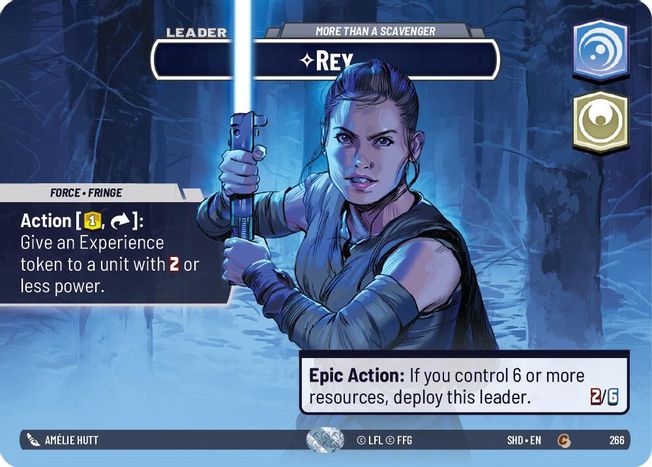 LEADER
MORE THAN A SCAVENGER
✧REY
FORCE • FRINGE
Action [1, ↷]:
Give an Experience
token to a unit with 2 or
less power.
Epic Action: If you control 6 or more
resources, deploy this leader.
2/6
AMÉLIE HUTT
© LFL © FFG
SHD • EN
C
266